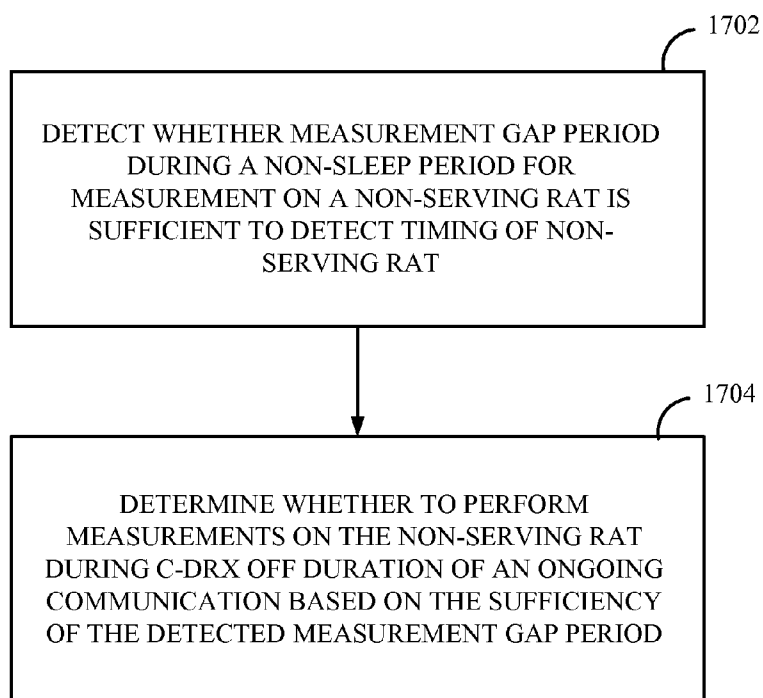 1702
DETECT WHETHER MEASUREMENT GAP PERIOD
DURING A NON-SLEEP PERIOD FOR
MEASUREMENT ON A NON-SERVING RAT IS
SUFFICIENT TO DETECT TIMING OF NON-
SERVING RAT
1704
DETERMINE WHETHER TO PERFORM
MEASUREMENTS ON THE NON-SERVING RAT
DURING C-DRX OFF DURATION OF AN ONGOING
COMMUNICATION BASED ON THE SUFFICIENCY
OF THE DETECTED MEASUREMENT GAP PERIOD